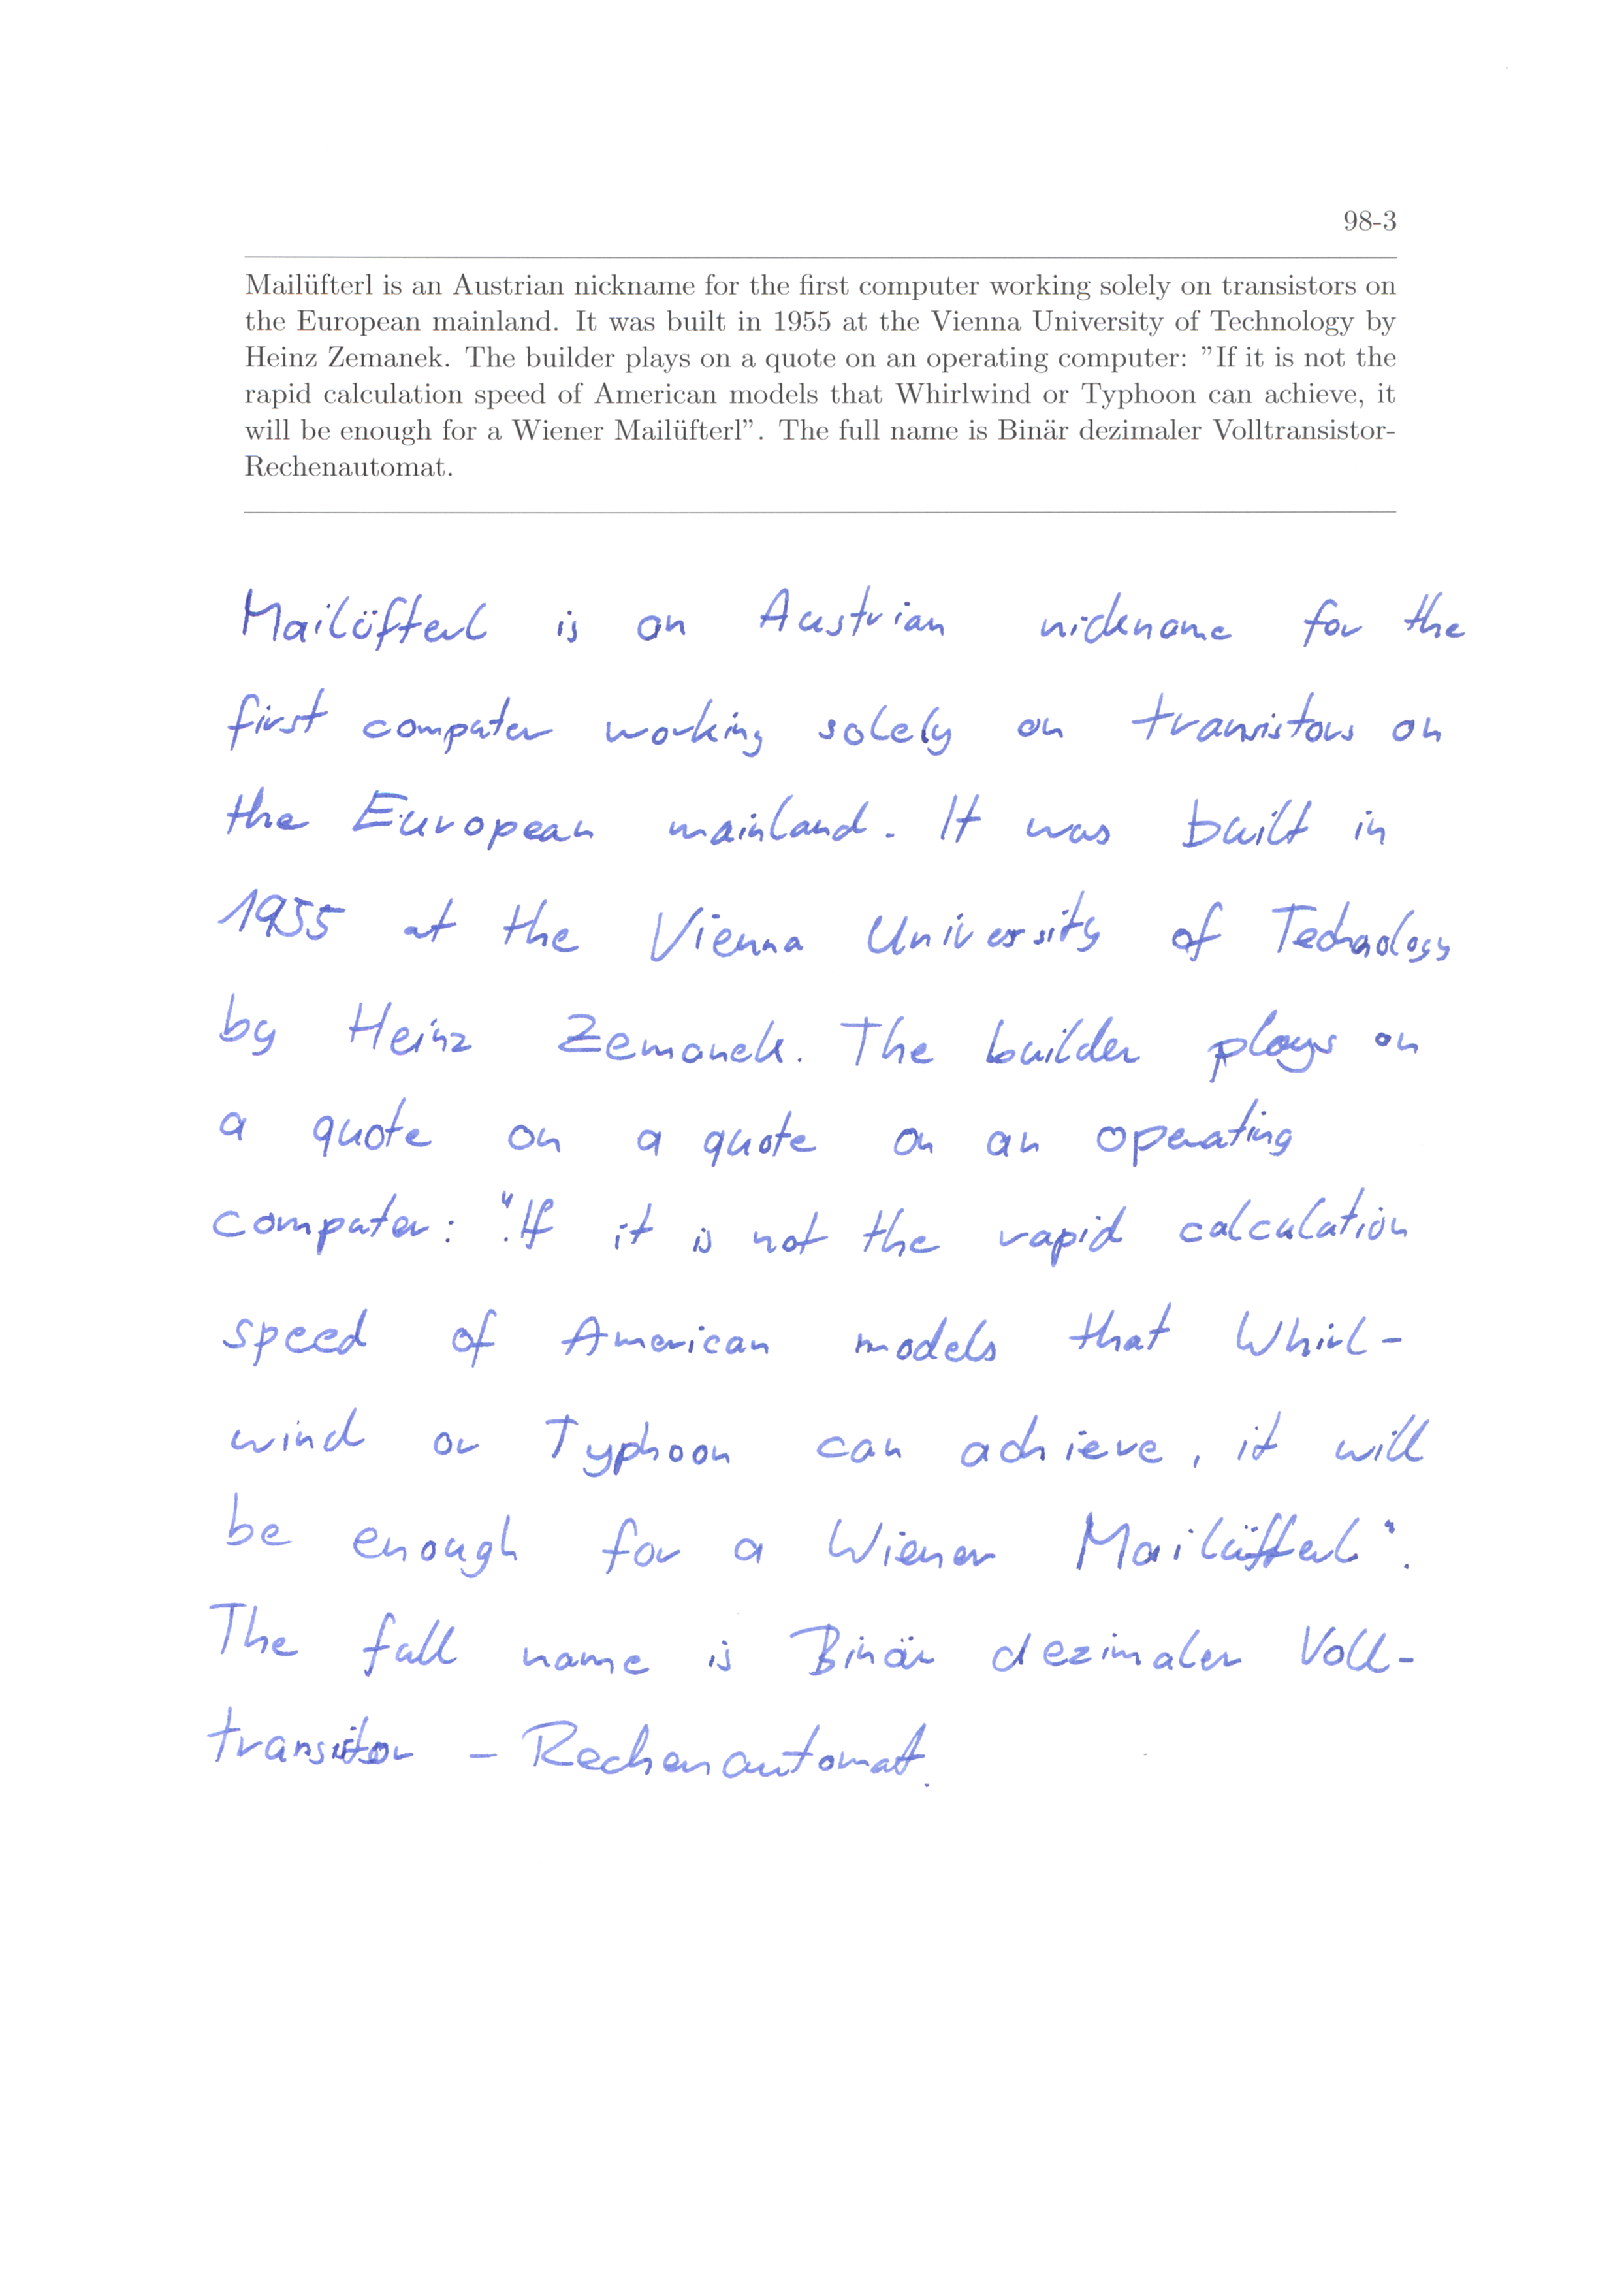 98-3
Mailüfterl is an Austrian nickname for the first computer working solely on transistors on
the European mainland. It was built in 1955 at the Vienna University of Technology by
Heinz Zemanek. The builder plays on a quote on an operating computer: ”If it is not the
rapid calculation speed of American models that Whirlwind or Typhoon can achieve, it
will be enough for a Wiener Mailüfterl”. The full name is Binär dezimaler Volltransistor-
Rechenautomat.
Mailüfterl is an Austrian nickname for the
first computer working solely on transistors on
the European mainland. It was built in
1955 at the Vienna University of Technology
by Heinz Zemanek. The builder plays on
a quote on a quote on an operating
computer: "If it is not the rapid calculation
speed of American models that Whirl-
wind or Typhoon can achieve, it will
be enough for a Wiener Mailüfterl".
The full name is Binär dezimaler Voll-
transistor - Rechenautomat.